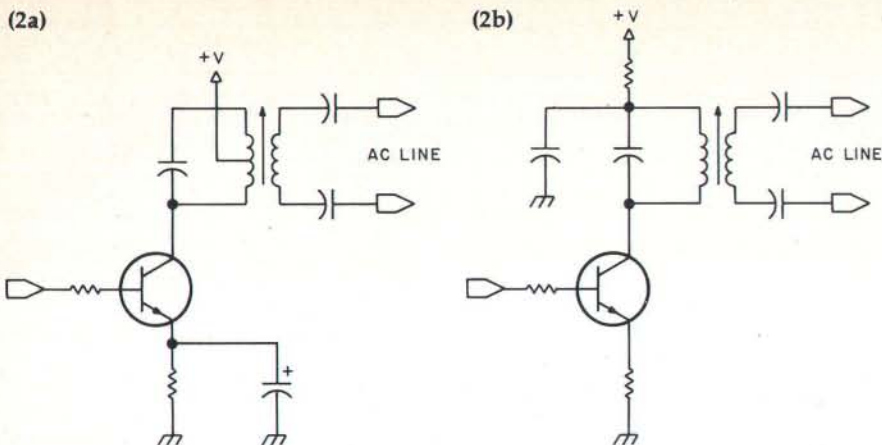 (2a)
+V
AC LINE
+
(2b)
+V
AC LINE